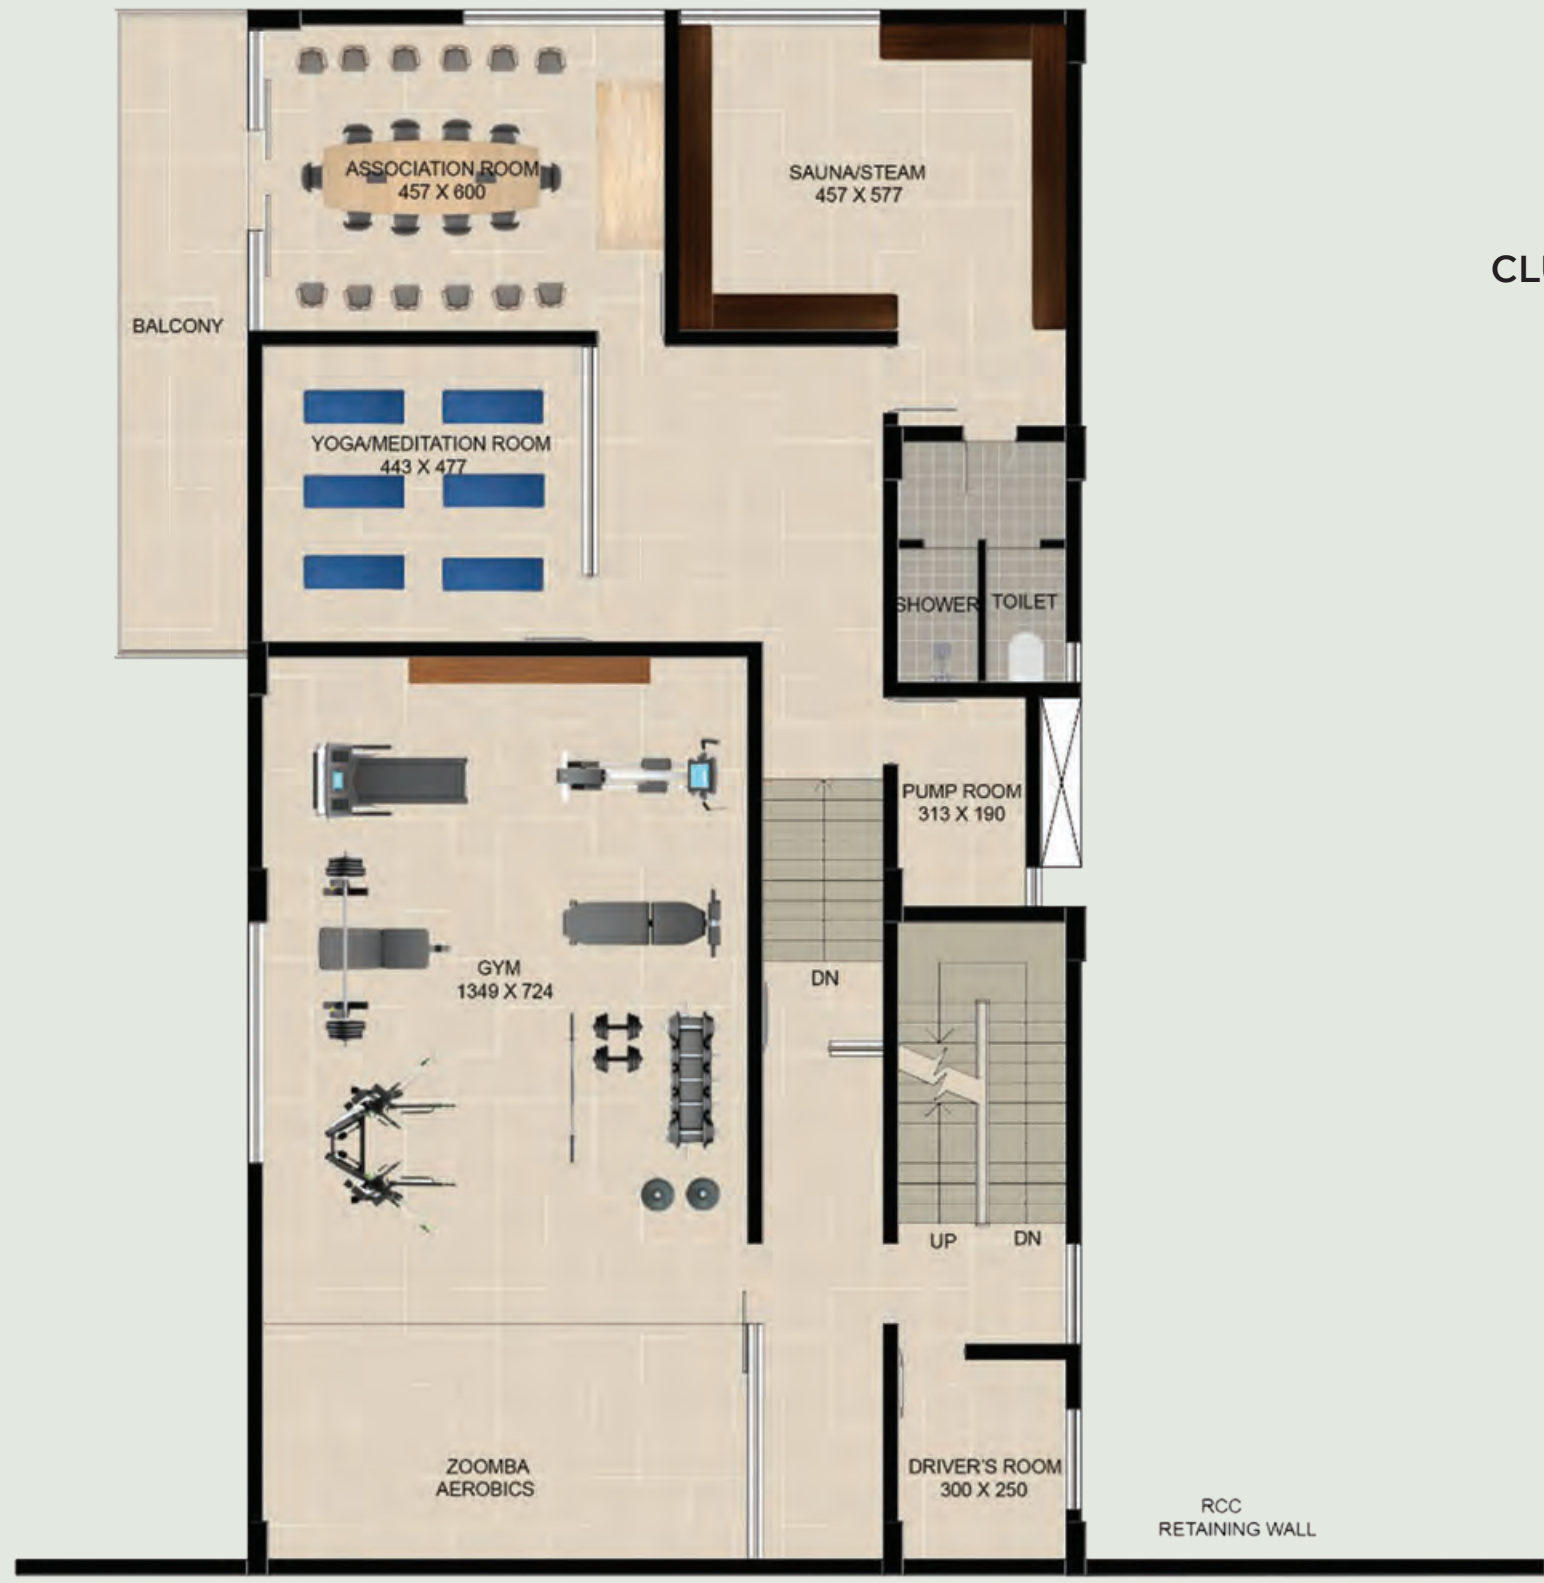 ASSOCIATION ROOM
457 X 600
SAUNA/STEAM
457 X 577
BALCONY
YOGA/MEDITATION ROOM
443 X 477
SHOWER
TOILET
PUMP ROOM
313 X 190
GYM
1349 X 724
DN
UP
DN
ZOOMBA
AEROBICS
DRIVER'S ROOM
300 X 250
RCC
RETAINING WALL